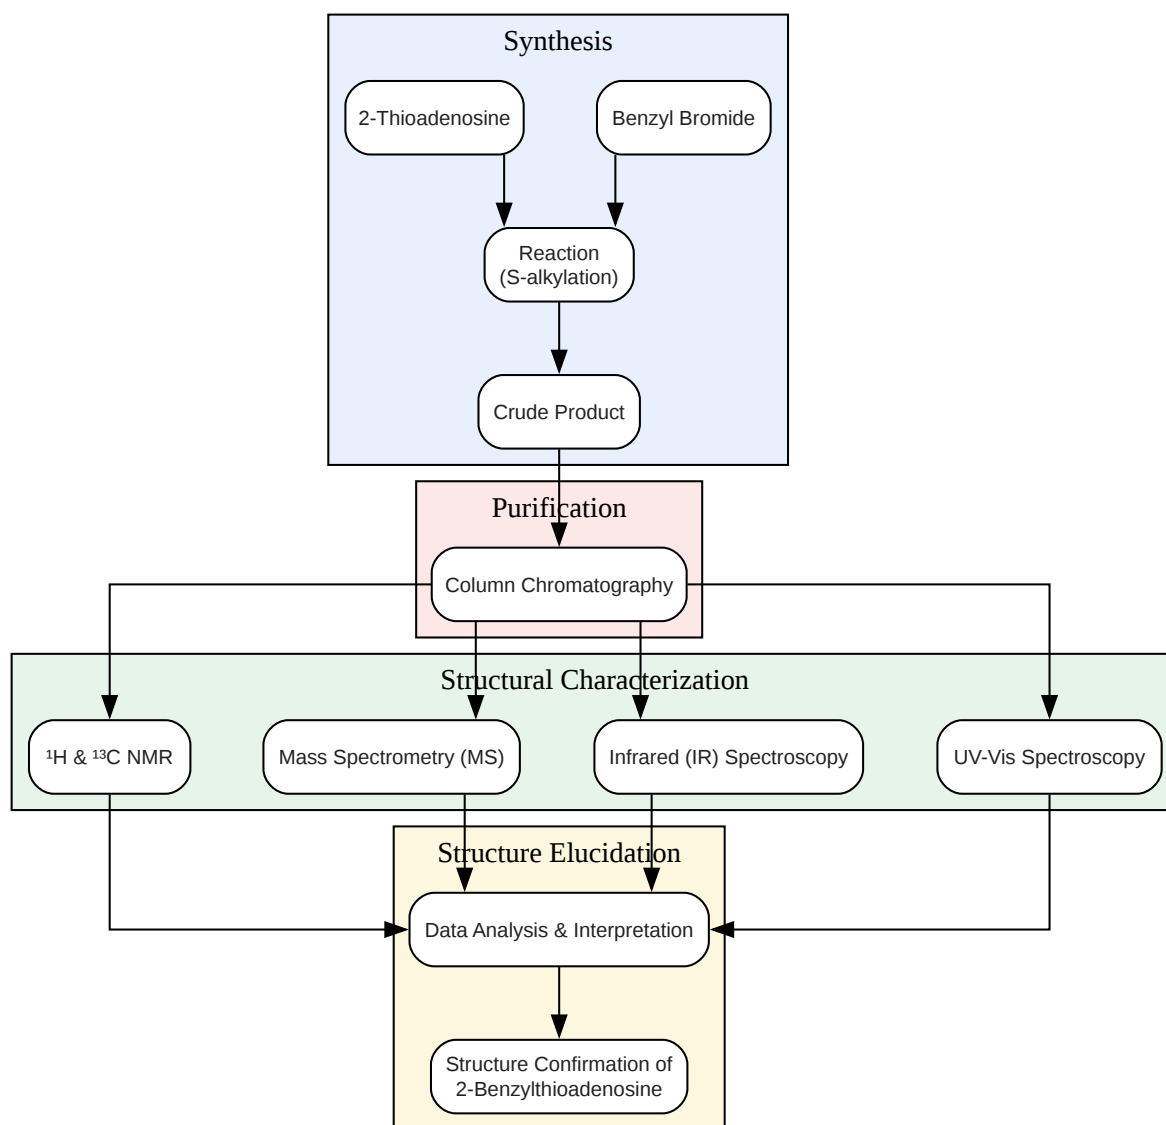 Synthesis
2-Thioadenosine
Benzyl Bromide
Reaction
(S-alkylation)
Crude Product
Purification
Column Chromatography
Structural Characterization
¹H & ¹³C NMR
Mass Spectrometry (MS)
Infrared (IR) Spectroscopy
UV-Vis Spectroscopy
Structure Elucidation
Data Analysis & Interpretation
Structure Confirmation of
2-Benzylthioadenosine